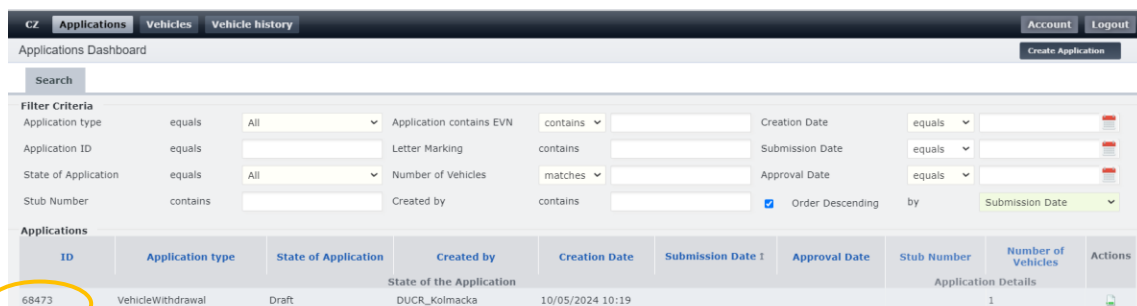 CZ Applications Vehicles Vehicle history Account Logout
Applications Dashboard Create Application
Search
Filter Criteria
Application type equals All Application contains EVN contains Creation Date equals
Application ID equals Letter Marking contains Submission Date equals
State of Application equals All Number of Vehicles matches Approval Date equals
Stub Number contains Created by contains Order Descending by Submission Date
Applications
ID Application type State of Application Created by Creation Date Submission Date Approval Date Stub Number Number of Vehicles Actions
State of the Application Application Details
68473 VehicleWithdrawal Draft DUCR_Kolmacka 10/05/2024 10:19 1